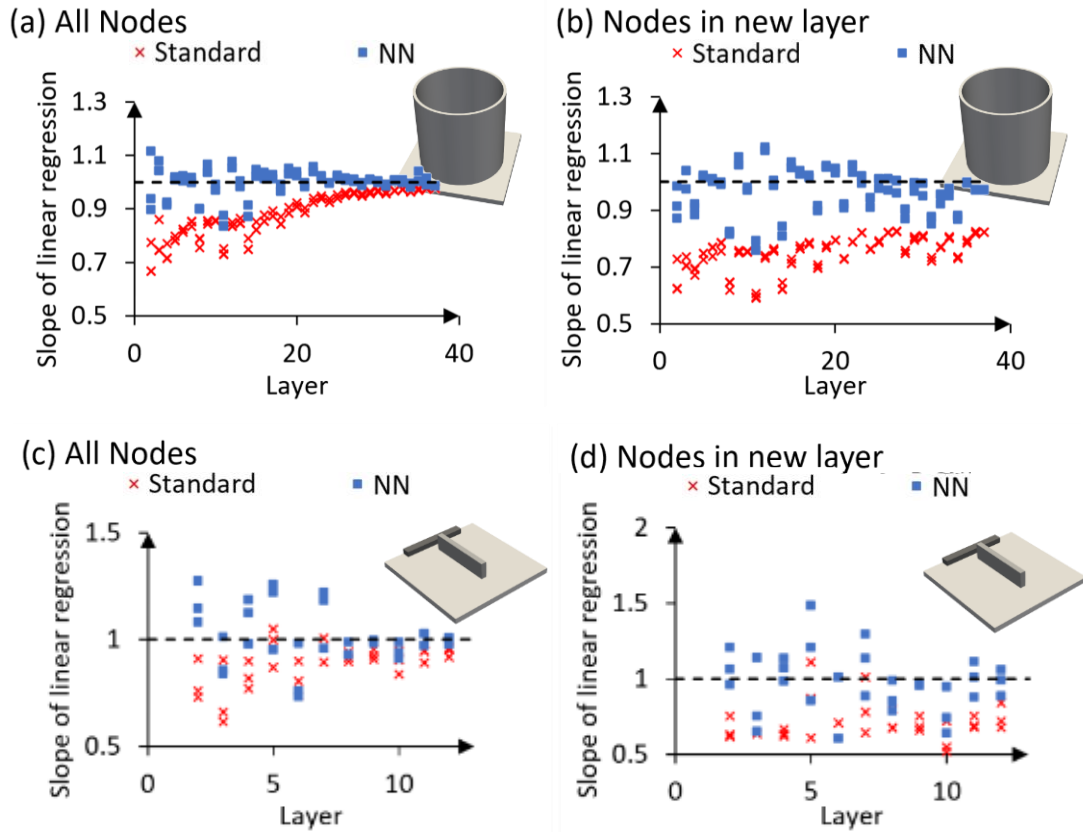 (a) All Nodes
Standard
NN
Slope of linear regression
1.3
1.1
0.9
0.7
0.5
0
20
40
Layer
(b) Nodes in new layer
Standard
NN
Slope of linear regression
1.3
1.1
0.9
0.7
0.5
0
20
40
Layer
(c) All Nodes
Standard
NN
Slope of linear regression
1.5
1
0.5
0
5
10
Layer
(d) Nodes in new layer
Standard
NN
Slope of linear regression
2
1.5
1
0.5
0
5
10
Layer